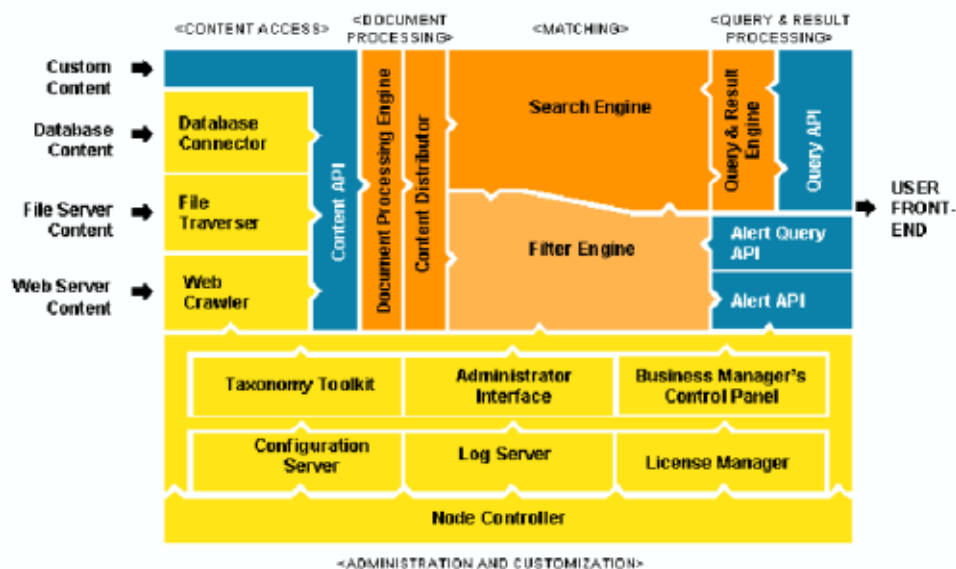 <CONTENT ACCESS>
<DOCUMENT
PROCESSING>
<MATCHING>
<QUERY & RESULT
PROCESSING>
Custom
Content
Database
Content
File Server
Content
Web Server
Content
Database
Connector
File
Traverser
Web
Crawler
Content API
Document Processing Engine
Content Distributor
Search Engine
Filter Engine
Query & Result
Engine
Query API
Alert Query
API
Alert API
USER
FRONT-
END
Taxonomy Toolkit
Administrator
Interface
Business Manager's
Control Panel
Configuration
Server
Log Server
License Manager
Node Controller
<ADMINISTRATION AND CUSTOMIZATION>